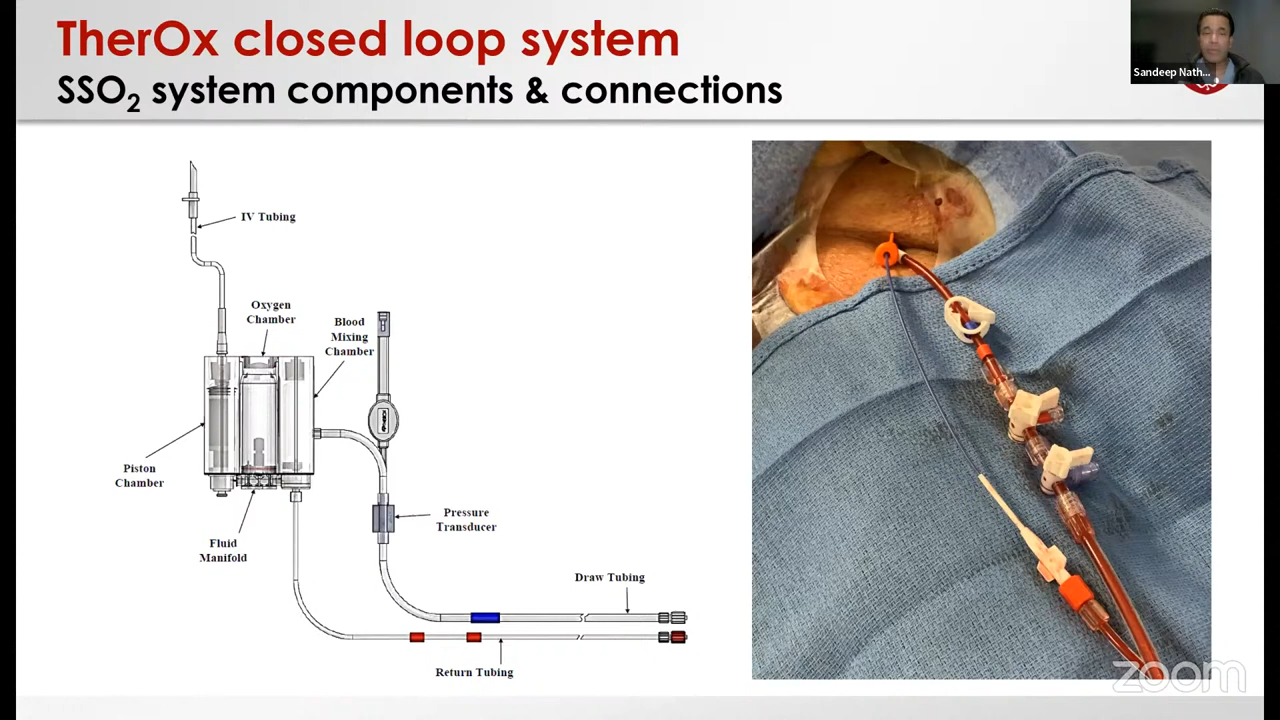 TherOx closed loop system
SSO2 system components & connections
Sandeep Nath...
IV Tubing
Oxygen
Chamber
Blood
Mixing
Chamber
Piston
Chamber
Pressure
Transducer
Fluid
Manifold
Draw Tubing
Return Tubing
zoom